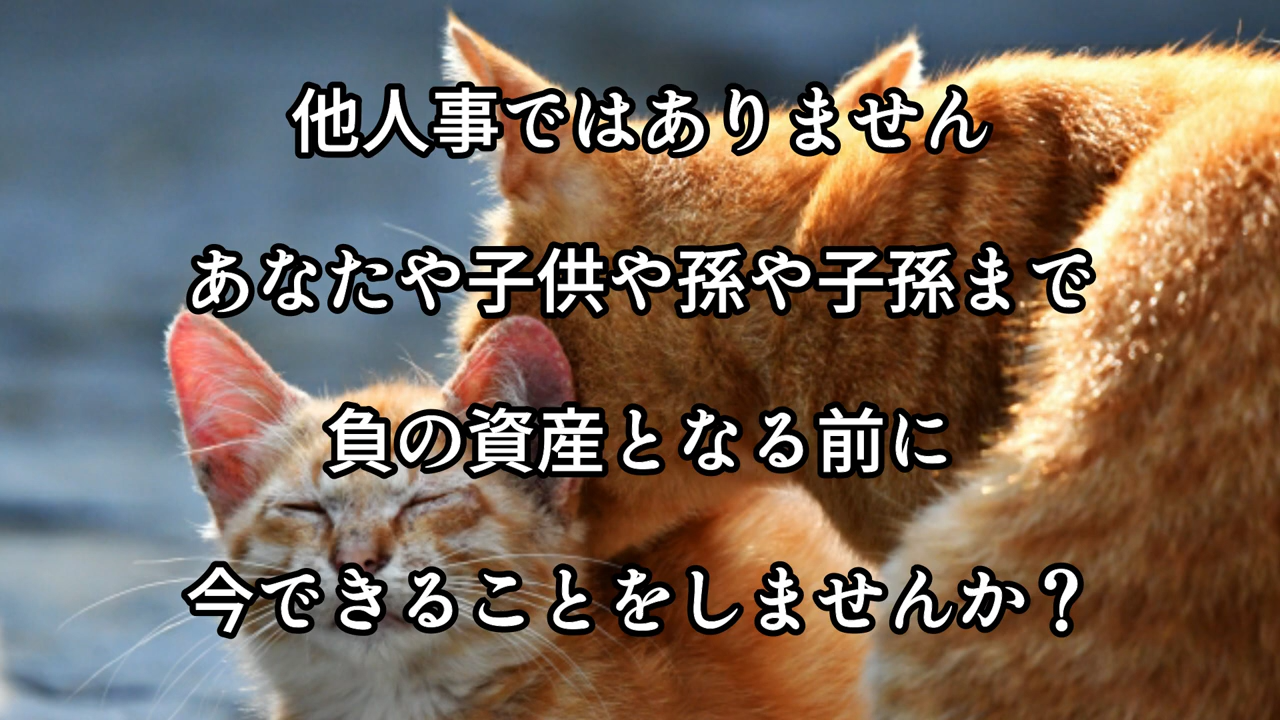 他人事ではありません
あなたや子供や孫や子孫まで
負の資産となる前に
今できることをしませんか？